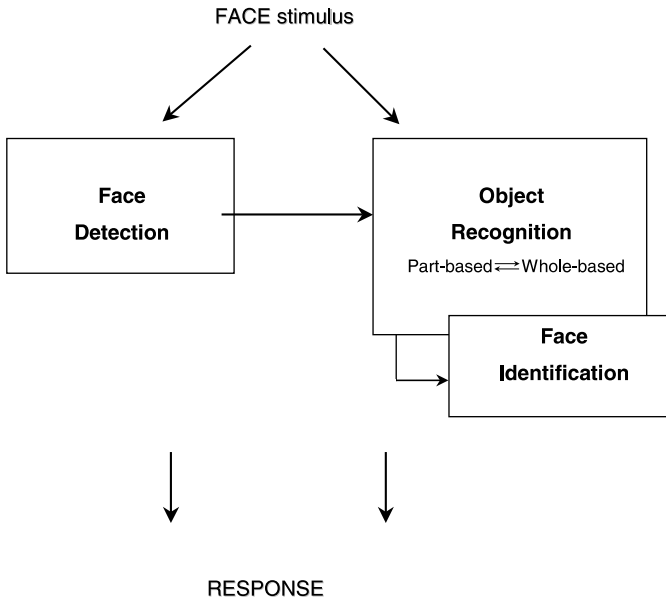 FACE stimulus
Face
Detection
Object
Recognition
Part-based ⇌ Whole-based
Face
Identification
RESPONSE